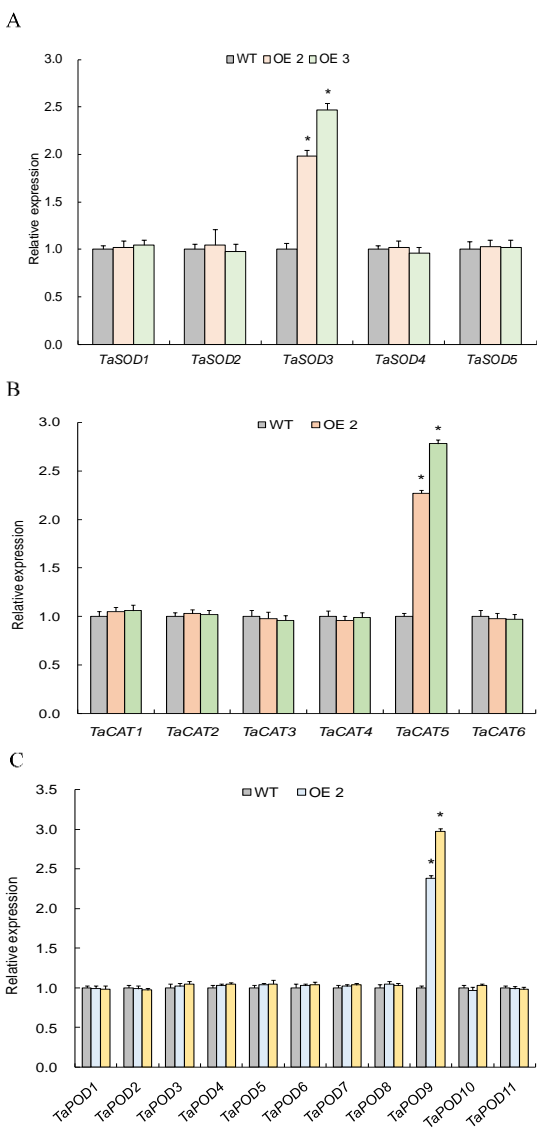 A
WT OE 2 OE 3
3.0
2.5
2.0
1.5
1.0
0.5
0.0
Relative expression
* *
TaSOD1 TaSOD2 TaSOD3 TaSOD4 TaSOD5
B
WT OE 2
3.0
2.5
2.0
1.5
1.0
0.5
0.0
Relative expression
* *
TaCAT1 TaCAT2 TaCAT3 TaCAT4 TaCAT5 TaCAT6
C
WT OE 2
3.5
3.0
2.5
2.0
1.5
1.0
0.5
0.0
Relative expression
* *
TaPOD1 TaPOD2 TaPOD3 TaPOD4 TaPOD5 TaPOD6 TaPOD7 TaPOD8 TaPOD9 TaPOD10 TaPOD11